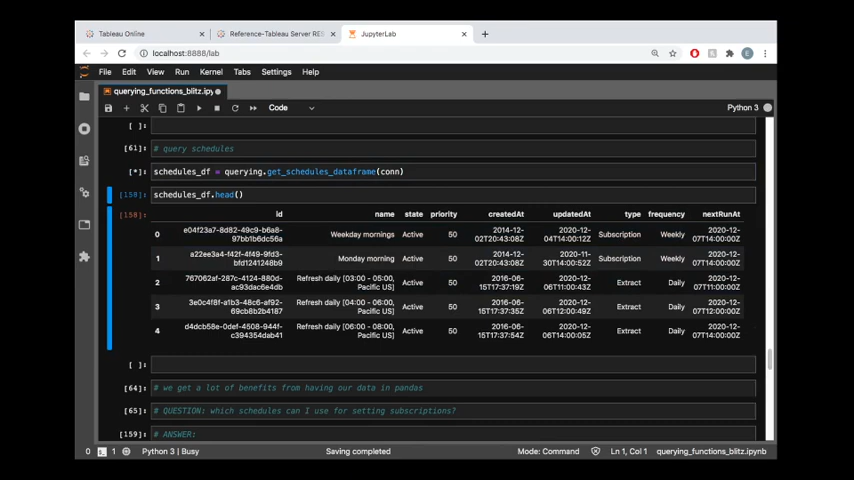 Tableau Online
Reference-Tableau Server RES
JupyterLab
localhost:8888/lab
File Edit View Run Kernel Tabs Settings Help
querying_functions_blitz.ipy
Code
Python 3
[ ]:
[61]: # query schedules
[*]: schedules_df = querying.get_schedules_dataframe(conn)
[158]: schedules_df.head()
[158]: id name state priority createdAt updatedAt type frequency nextRunAt
0 e04f23a7-8d82-49c9-b6a8-97bb1b6dc56a Weekday mornings Active 50 2014-12-02T20:43:08Z 2020-12-04T14:00:12Z Subscription Weekly 2020-12-07T14:00:00Z
1 a22ee3a4-f42f-4f49-9fd3-bfd1241248b9 Monday morning Active 50 2014-12-02T20:43:08Z 2020-11-30T14:00:52Z Subscription Weekly 2020-12-07T14:00:00Z
2 767062af-287c-4124-880d-ac93dac6e4db Refresh daily [03:00 - 05:00, Pacific US] Active 50 2016-06-15T17:37:19Z 2020-12-06T11:00:43Z Extract Daily 2020-12-07T11:00:00Z
3 3e0c4f8f-a1b3-48c6-af92-69cb8b2b4187 Refresh daily [04:00 - 06:00, Pacific US] Active 50 2016-06-15T17:37:35Z 2020-12-06T12:00:49Z Extract Daily 2020-12-07T12:00:00Z
4 d4dcb58e-0def-4508-944f-c394354dab41 Refresh daily [06:00 - 08:00, Pacific US] Active 50 2016-06-15T17:37:54Z 2020-12-06T14:00:05Z Extract Daily 2020-12-07T14:00:00Z
[ ]:
[64]: # we get a lot of benefits from having our data in pandas
[65]: # QUESTION: which schedules can I use for setting subscriptions?
[159]: # ANSWER:
0 1 Python 3 | Busy Saving completed Mode: Command Ln 1, Col 1 querying_functions_blitz.ipynb